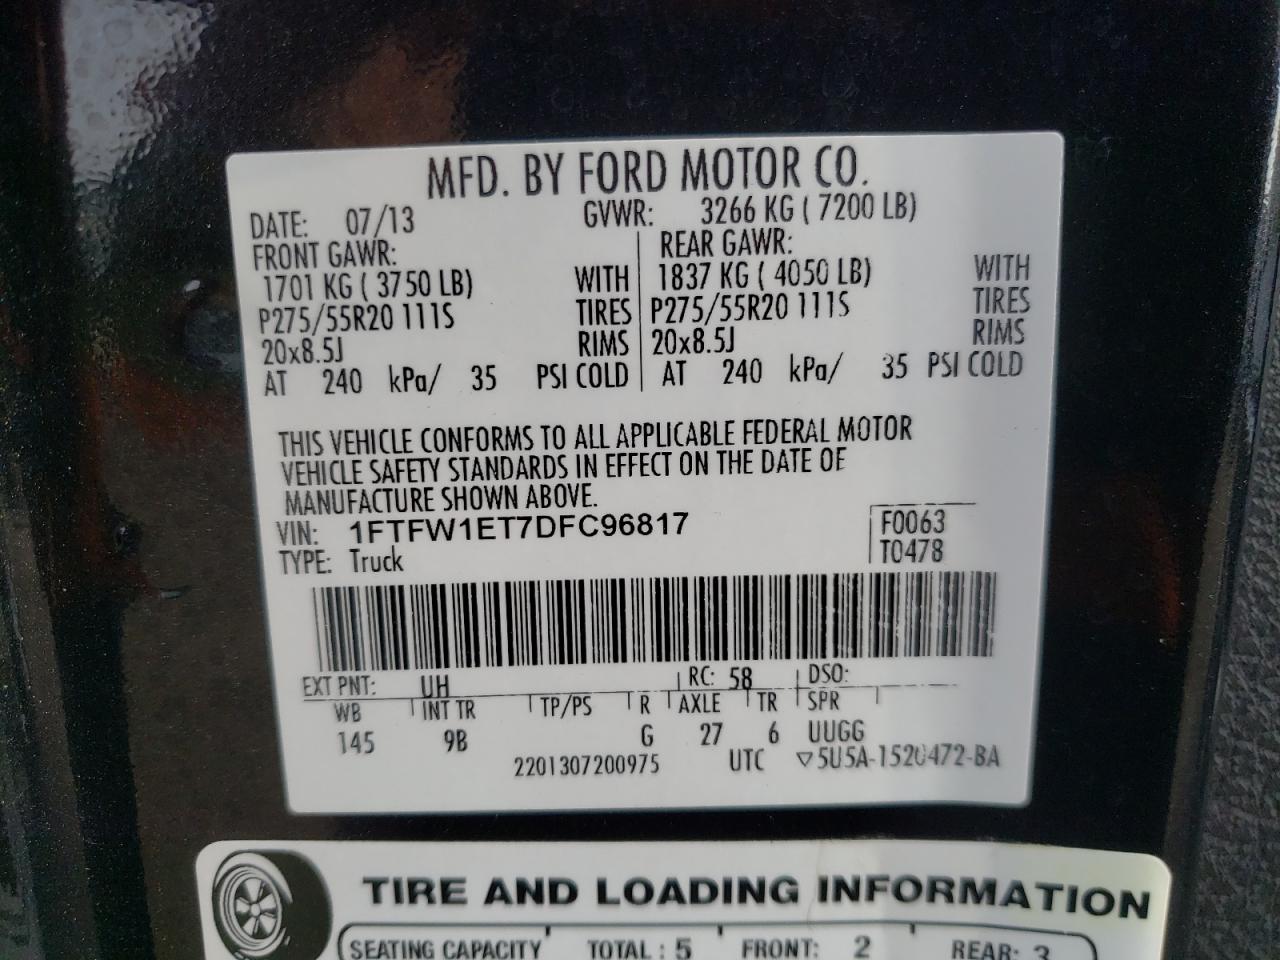 MFD. BY FORD MOTOR CO.
DATE: 07/13 GVWR: 3266 KG ( 7200 LB)
FRONT GAWR: REAR GAWR:
1701 KG ( 3750 LB) WITH 1837 KG ( 4050 LB) WITH
P275/55R20 111S TIRES P275/55R20 111S TIRES
20x8.5J RIMS 20x8.5J RIMS
AT 240 kPa/ 35 PSI COLD AT 240 kPa/ 35 PSI COLD
THIS VEHICLE CONFORMS TO ALL APPLICABLE FEDERAL MOTOR
VEHICLE SAFETY STANDARDS IN EFFECT ON THE DATE OF
MANUFACTURE SHOWN ABOVE.
VIN: 1FTFW1ET7DFC96817 F0063
TYPE: Truck T0478
EXT PNT: UH RC: 58 DSO:
WB INT TR TP/PS R AXLE TR SPR
145 9B G 27 6 UUGG
2201307200975 UTC ▽5U5A-1520472-BA
TIRE AND LOADING INFORMATION
SEATING CAPACITY TOTAL : 5 FRONT: 2 REAR: 3